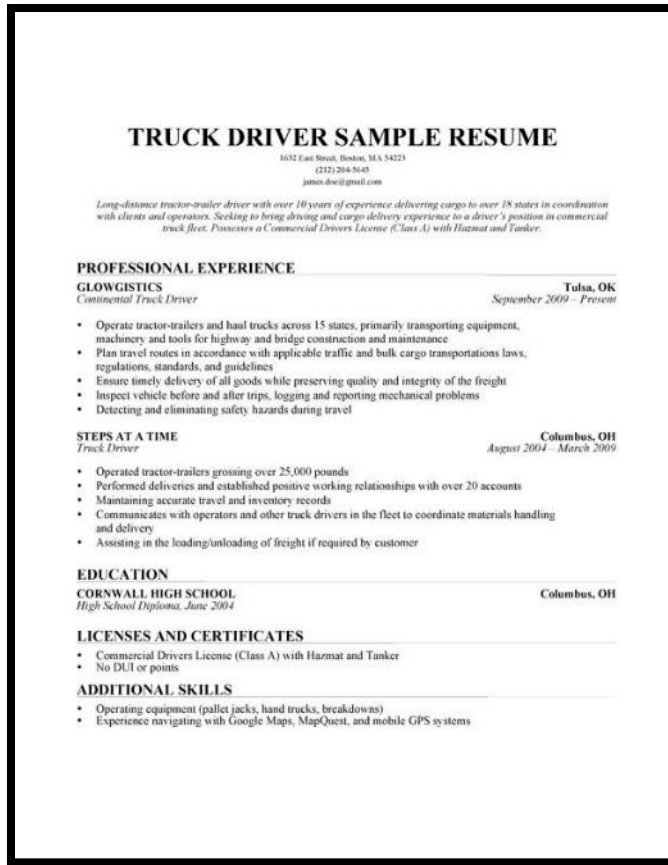 TRUCK DRIVER SAMPLE RESUME
1632 East Street, Boston, MA 54223
(212) 204-5645
james.doe@gmail.com
Long-distance tractor-trailer driver with over 10 years of experience delivering cargo to over 18 states in coordination
with clients and operators. Seeking to bring driving and cargo delivery experience to a driver's position in commercial
truck fleet. Possesses a Commercial Drivers License (Class A) with Hazmat and Tanker.
PROFESSIONAL EXPERIENCE
GLOWGISTICS Tulsa, OK
Continental Truck Driver September 2009 – Present
• Operate tractor-trailers and haul trucks across 15 states, primarily transporting equipment,
machinery and tools for highway and bridge construction and maintenance
• Plan travel routes in accordance with applicable traffic and bulk cargo transportations laws,
regulations, standards, and guidelines
• Ensure timely delivery of all goods while preserving quality and integrity of the freight
• Inspect vehicle before and after trips, logging and reporting mechanical problems
• Detecting and eliminating safety hazards during travel
STEPS AT A TIME Columbus, OH
Truck Driver August 2004 – March 2009
• Operated tractor-trailers grossing over 25,000 pounds
• Performed deliveries and established positive working relationships with over 20 accounts
• Maintaining accurate travel and inventory records
• Communicates with operators and other truck drivers in the fleet to coordinate materials handling
and delivery
• Assisting in the loading/unloading of freight if required by customer
EDUCATION
CORNWALL HIGH SCHOOL Columbus, OH
High School Diploma, June 2004
LICENSES AND CERTIFICATES
• Commercial Drivers License (Class A) with Hazmat and Tanker
• No DUI or points
ADDITIONAL SKILLS
• Operating equipment (pallet jacks, hand trucks, breakdowns)
• Experience navigating with Google Maps, MapQuest, and mobile GPS systems